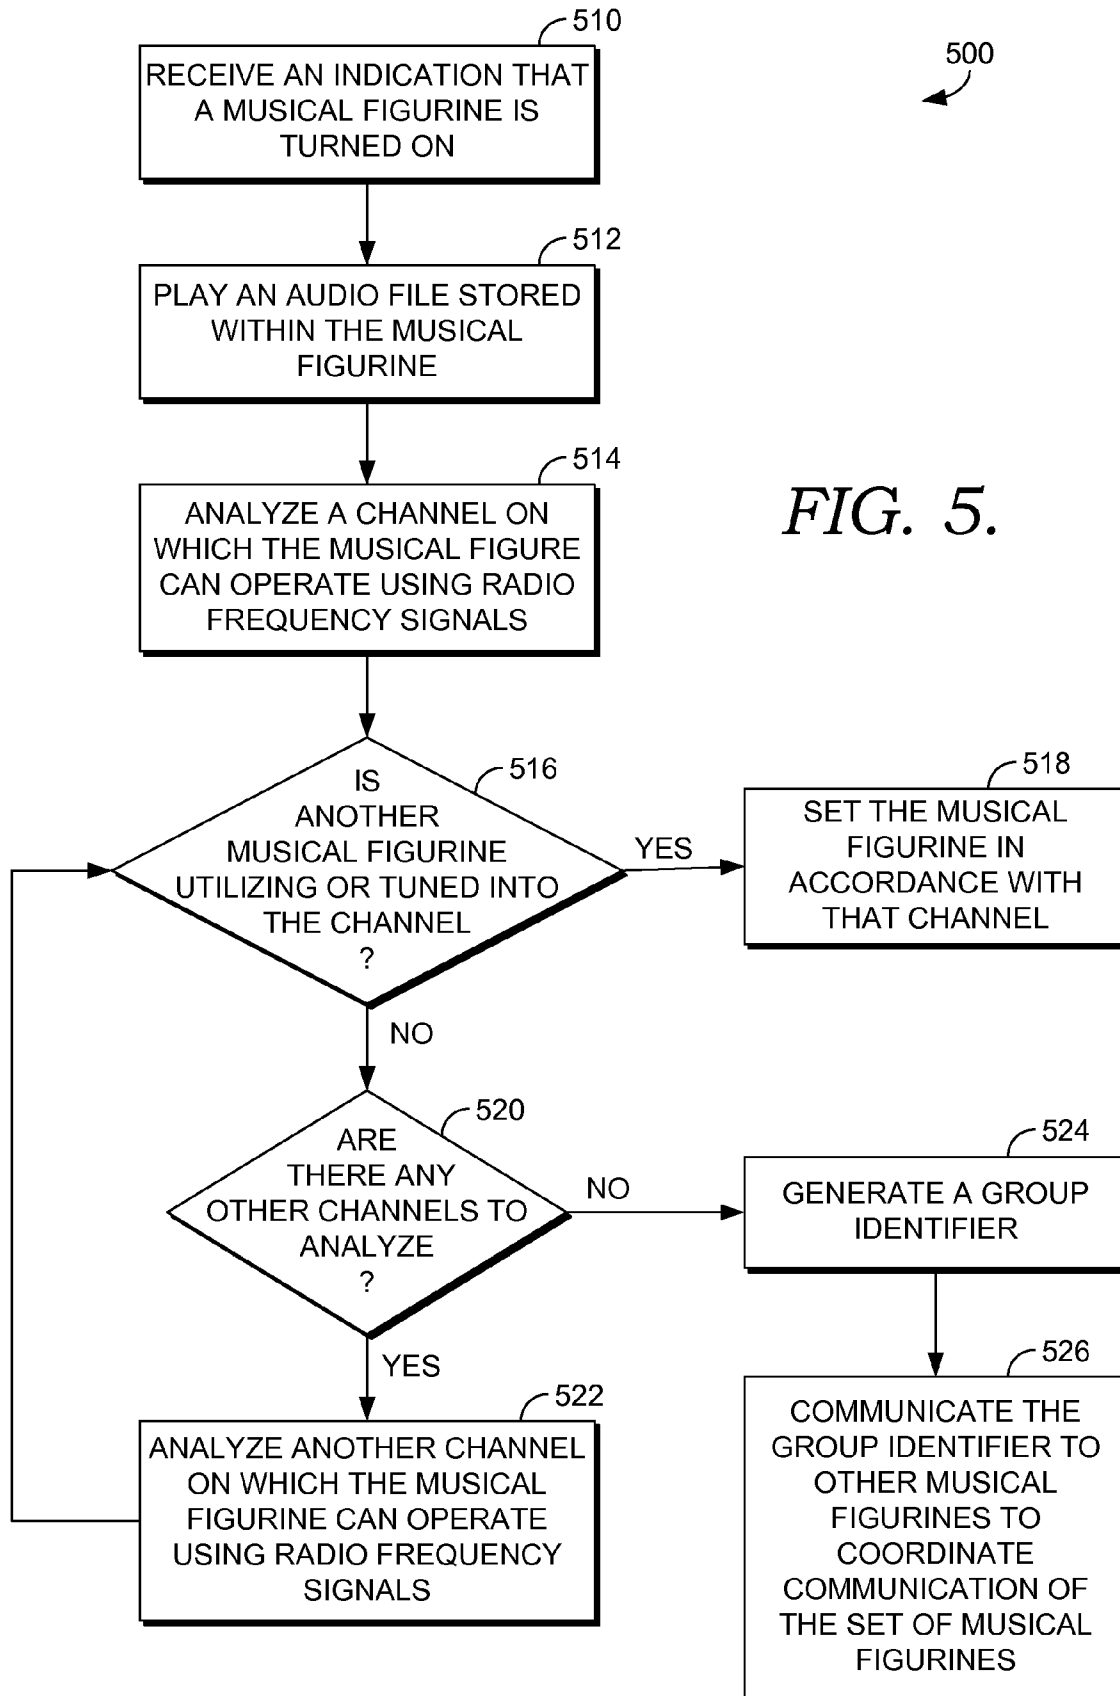 510
RECEIVE AN INDICATION THAT
A MUSICAL FIGURINE IS
TURNED ON
500
512
PLAY AN AUDIO FILE STORED
WITHIN THE MUSICAL
FIGURINE
514
ANALYZE A CHANNEL ON
WHICH THE MUSICAL FIGURE
CAN OPERATE USING RADIO
FREQUENCY SIGNALS
FIG. 5.
516
IS
ANOTHER
MUSICAL FIGURINE
UTILIZING OR TUNED INTO
THE CHANNEL
?
YES
518
SET THE MUSICAL
FIGURINE IN
ACCORDANCE WITH
THAT CHANNEL
NO
520
ARE
THERE ANY
OTHER CHANNELS TO
ANALYZE
?
NO
524
GENERATE A GROUP
IDENTIFIER
YES
522
ANALYZE ANOTHER CHANNEL
ON WHICH THE MUSICAL
FIGURINE CAN OPERATE
USING RADIO FREQUENCY
SIGNALS
526
COMMUNICATE THE
GROUP IDENTIFIER TO
OTHER MUSICAL
FIGURINES TO
COORDINATE
COMMUNICATION OF
THE SET OF MUSICAL
FIGURINES